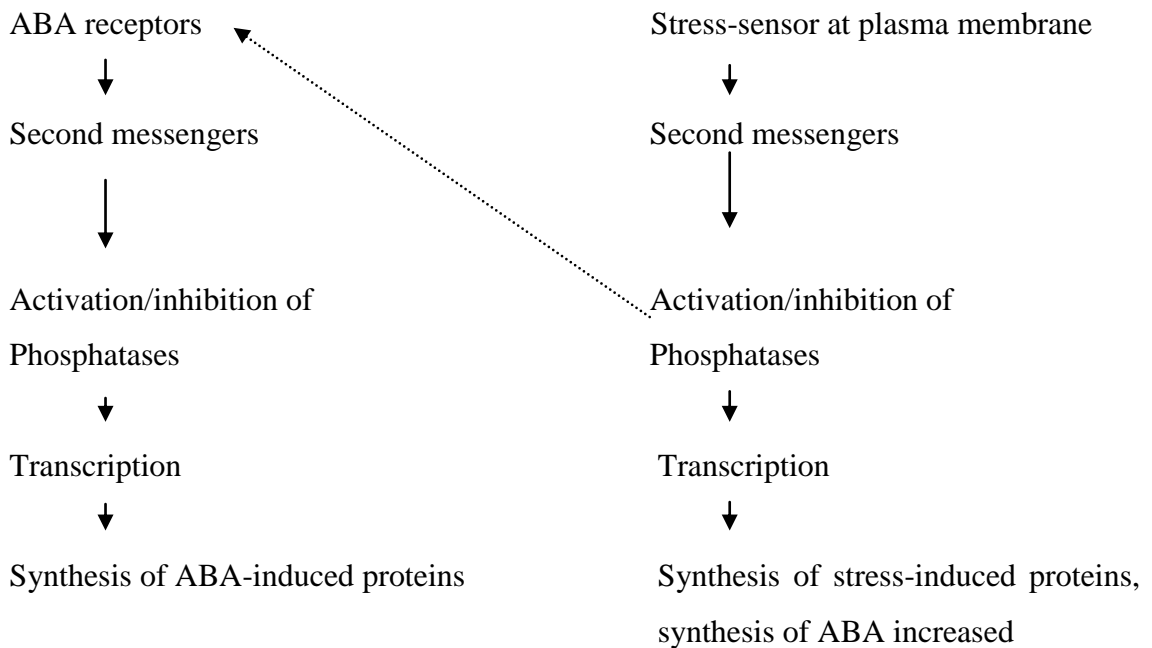 ABA receptors
Stress-sensor at plasma membrane
Second messengers
Second messengers
Activation/inhibition of
Phosphatases
Activation/inhibition of
Phosphatases
Transcription
Transcription
Synthesis of ABA-induced proteins
Synthesis of stress-induced proteins,
synthesis of ABA increased